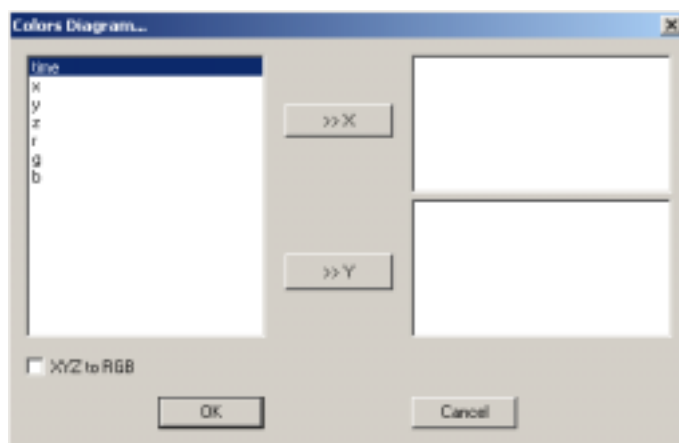 Colors Diagram...
time
x
y
z
r
g
b
>> X
>> Y
XYZ to RGB
OK
Cancel